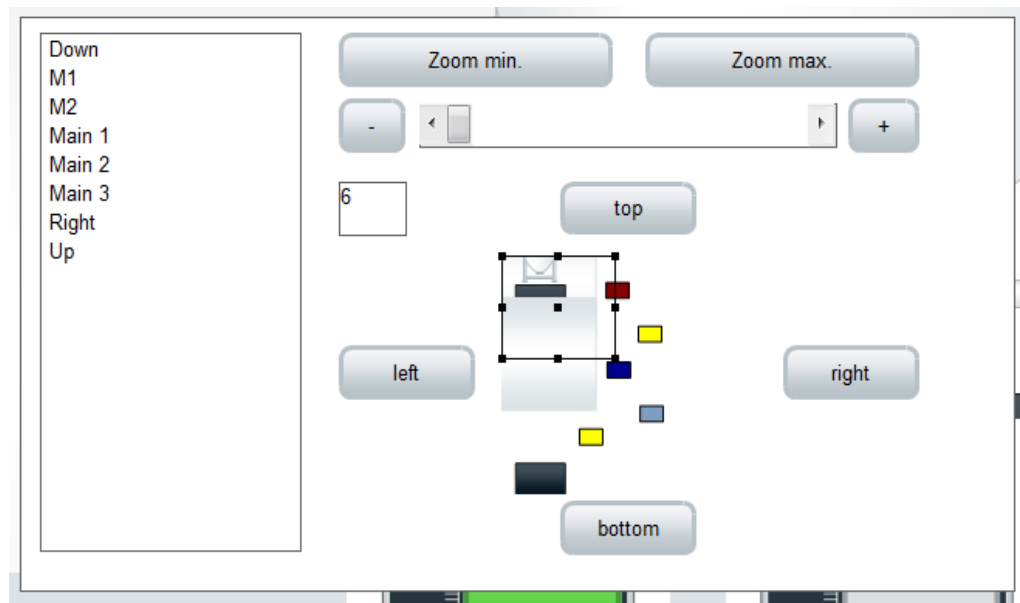 Down
M1
M2
Main 1
Main 2
Main 3
Right
Up
Zoom min.
Zoom max.
-
+
6
top
left
right
bottom